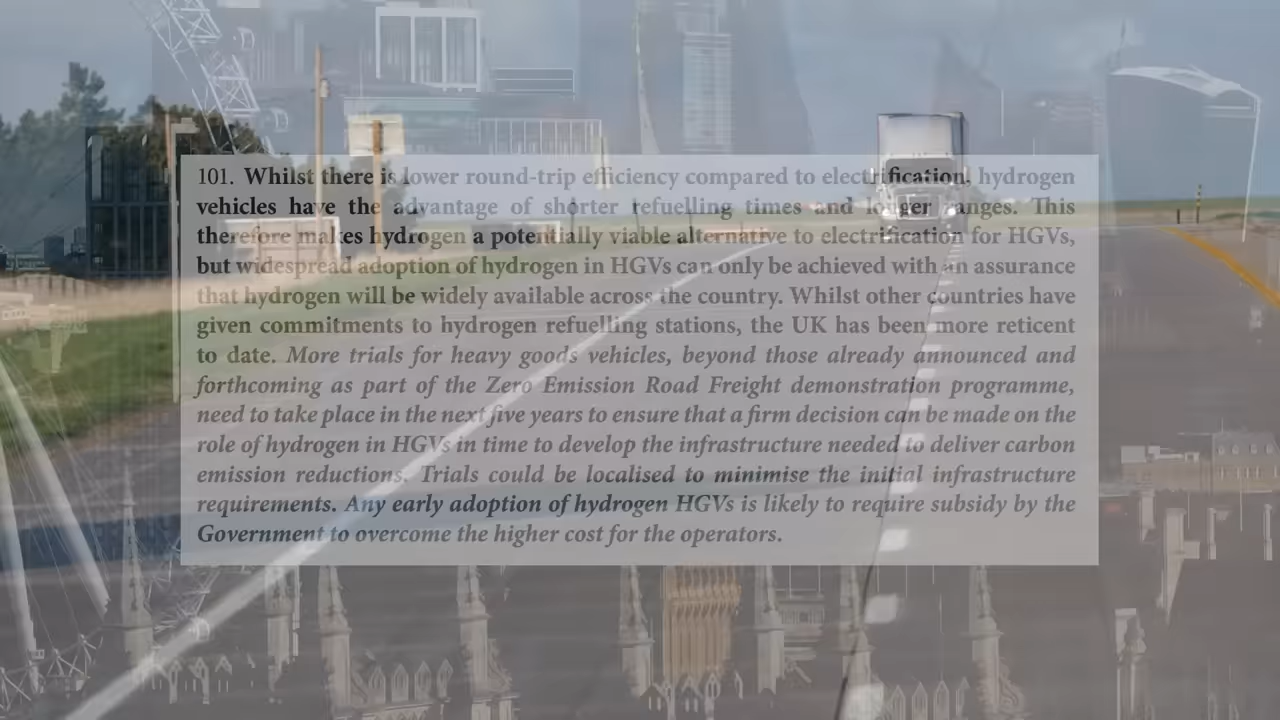 101. Whilst there is lower round-trip efficiency compared to electrification, hydrogen
vehicles have the advantage of shorter refuelling times and longer ranges. This
therefore makes hydrogen a potentially viable alternative to electrification for HGVs,
but widespread adoption of hydrogen in HGVs can only be achieved with an assurance
that hydrogen will be widely available across the country. Whilst other countries have
given commitments to hydrogen refuelling stations, the UK has been more reticent
to date. More trials for heavy goods vehicles, beyond those already announced and
forthcoming as part of the Zero Emission Road Freight demonstration programme,
need to take place in the next five years to ensure that a firm decision can be made on the
role of hydrogen in HGVs in time to develop the infrastructure needed to deliver carbon
emission reductions. Trials could be localised to minimise the initial infrastructure
requirements. Any early adoption of hydrogen HGVs is likely to require subsidy by the
Government to overcome the higher cost for the operators.